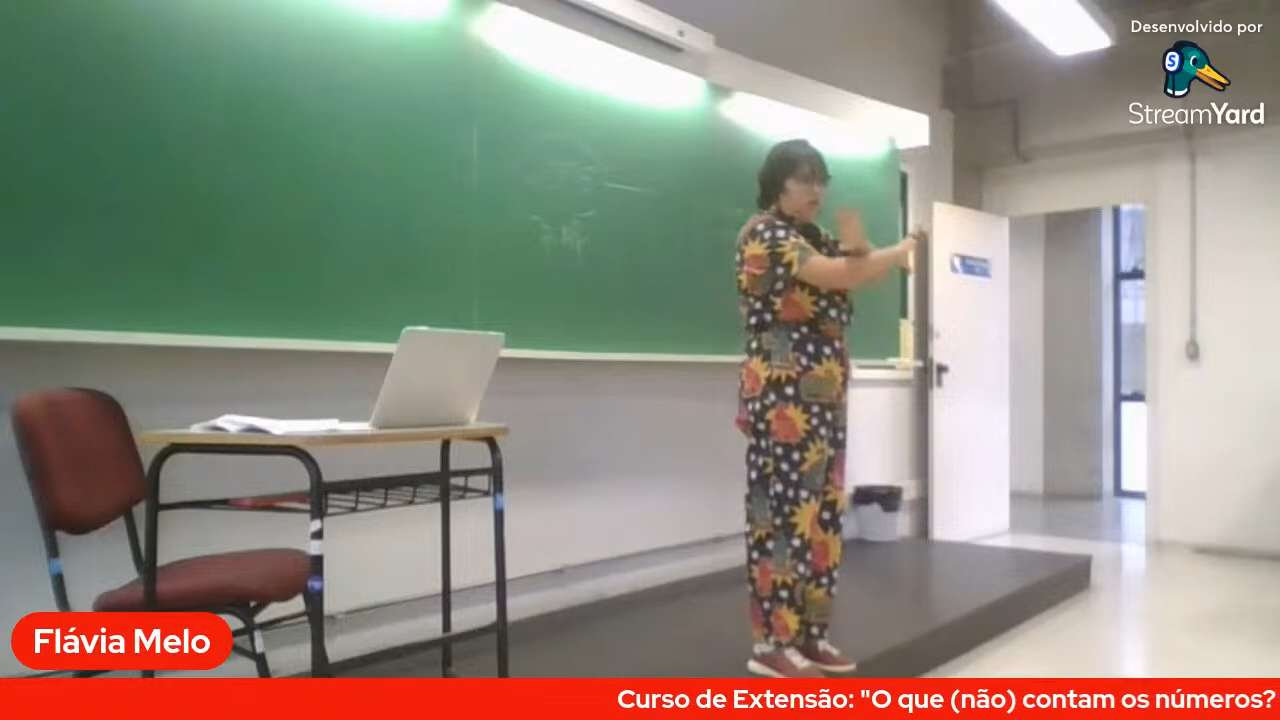 Desenvolvido por
S
StreamYard
Flávia Melo
Curso de Extensão: "O que (não) contam os números?